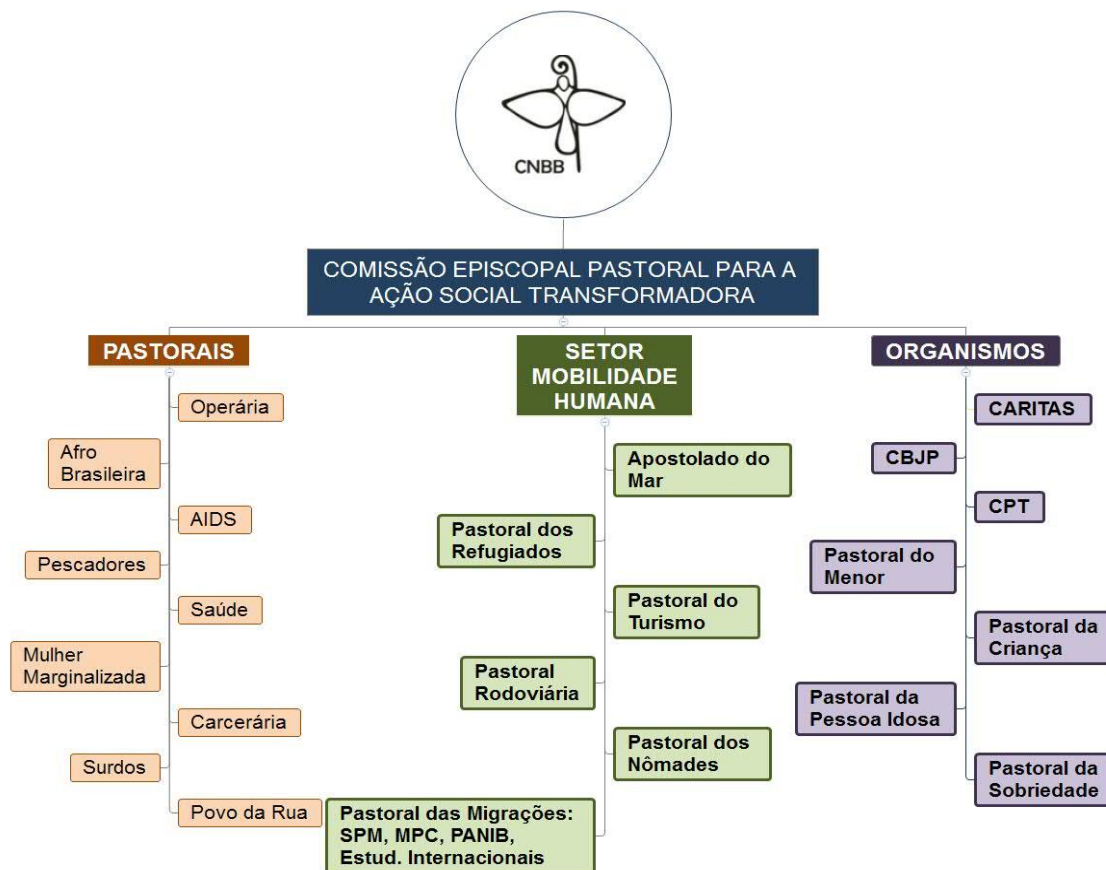 CNBB
COMISSÃO EPISCOPAL PASTORAL PARA A
AÇÃO SOCIAL TRANSFORMADORA
PASTORAIS
Operária
Afro
Brasileira
AIDS
Pescadores
Saúde
Mulher
Marginalizada
Carcerária
Surdos
Povo da Rua
SETOR
MOBILIDADE
HUMANA
Apostolado do
Mar
Pastoral dos
Refugiados
Pastoral do
Turismo
Pastoral
Rodoviária
Pastoral dos
Nômades
Pastoral das Migrações:
SPM, MPC, PANIB,
Estud. Internacionais
ORGANISMOS
CARITAS
CBJP
CPT
Pastoral do
Menor
Pastoral da
Criança
Pastoral da
Pessoa Idosa
Pastoral da
Sobriedade